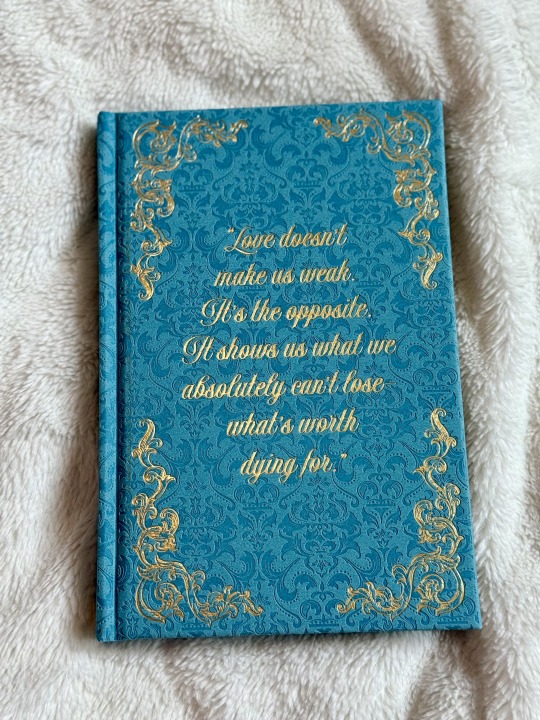 "Love doesn't
make us weak.
It's the opposite.
It shows us what we
absolutely can't lose
what's worth
dying for."